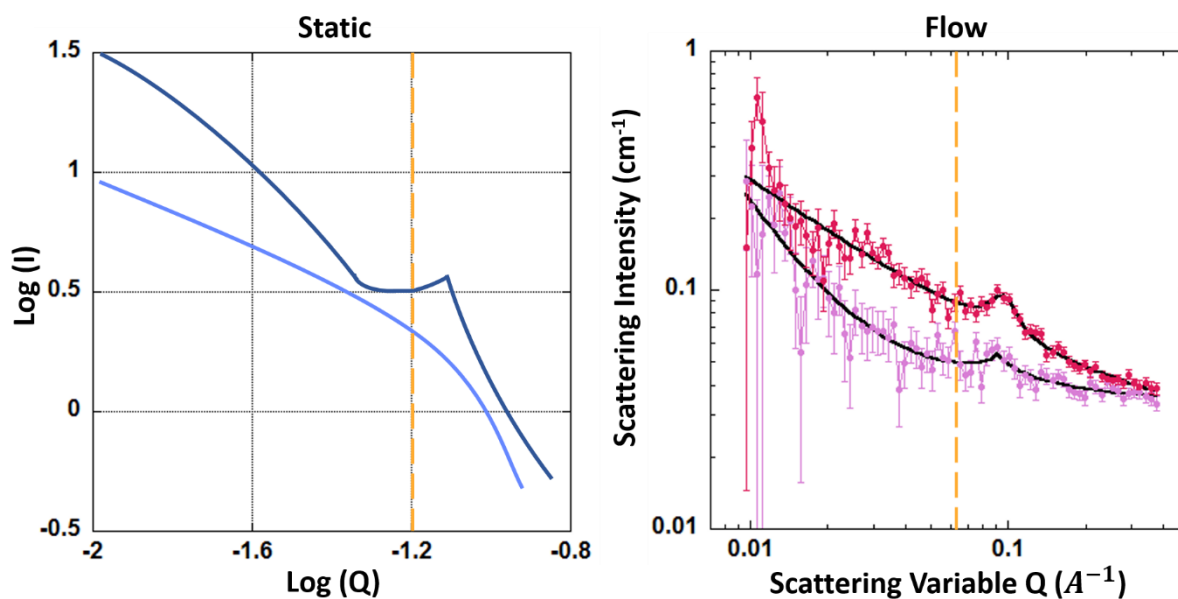 Static
Log (I)
1.5
1
0.5
0
-0.5
-2
-1.6
-1.2
-0.8
Log (Q)
Flow
Scattering Intensity (cm⁻¹)
1
0.1
0.01
0.01
0.1
Scattering Variable Q (A⁻¹)